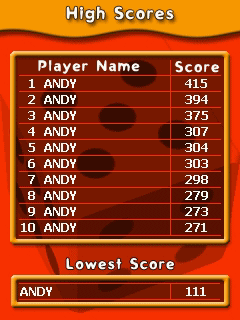 High Scores
Player Name Score
1 ANDY 415
2 ANDY 394
3 ANDY 375
4 ANDY 307
5 ANDY 304
6 ANDY 303
7 ANDY 298
8 ANDY 279
9 ANDY 273
10 ANDY 271
Lowest Score
ANDY 111